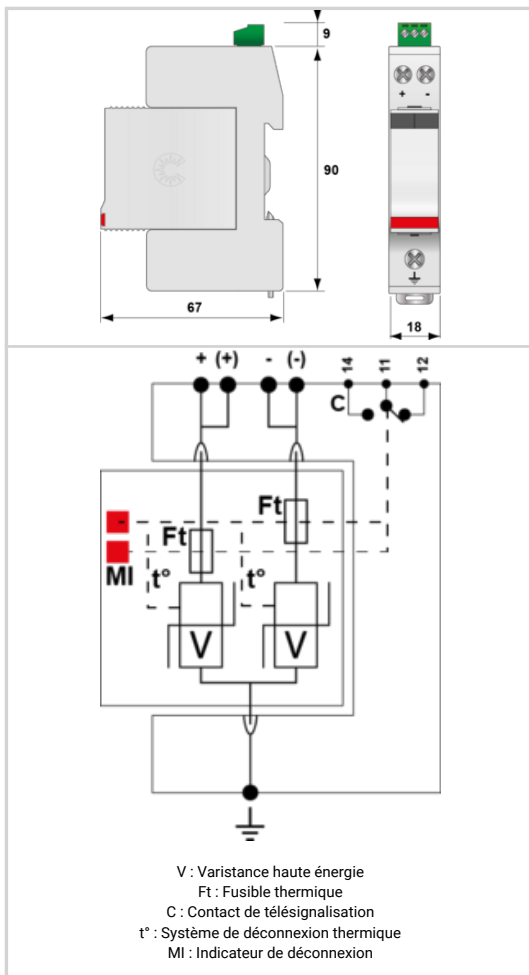 9
+ -
90
67
18
+ (+) - (-)
14 11 12
C
Ft
Ft
-
MI
t°
t°
V
V
V : Varistance haute énergie
Ft : Fusible thermique
C : Contact de télésignalisation
t° : Système de déconnexion thermique
MI : Indicateur de déconnexion